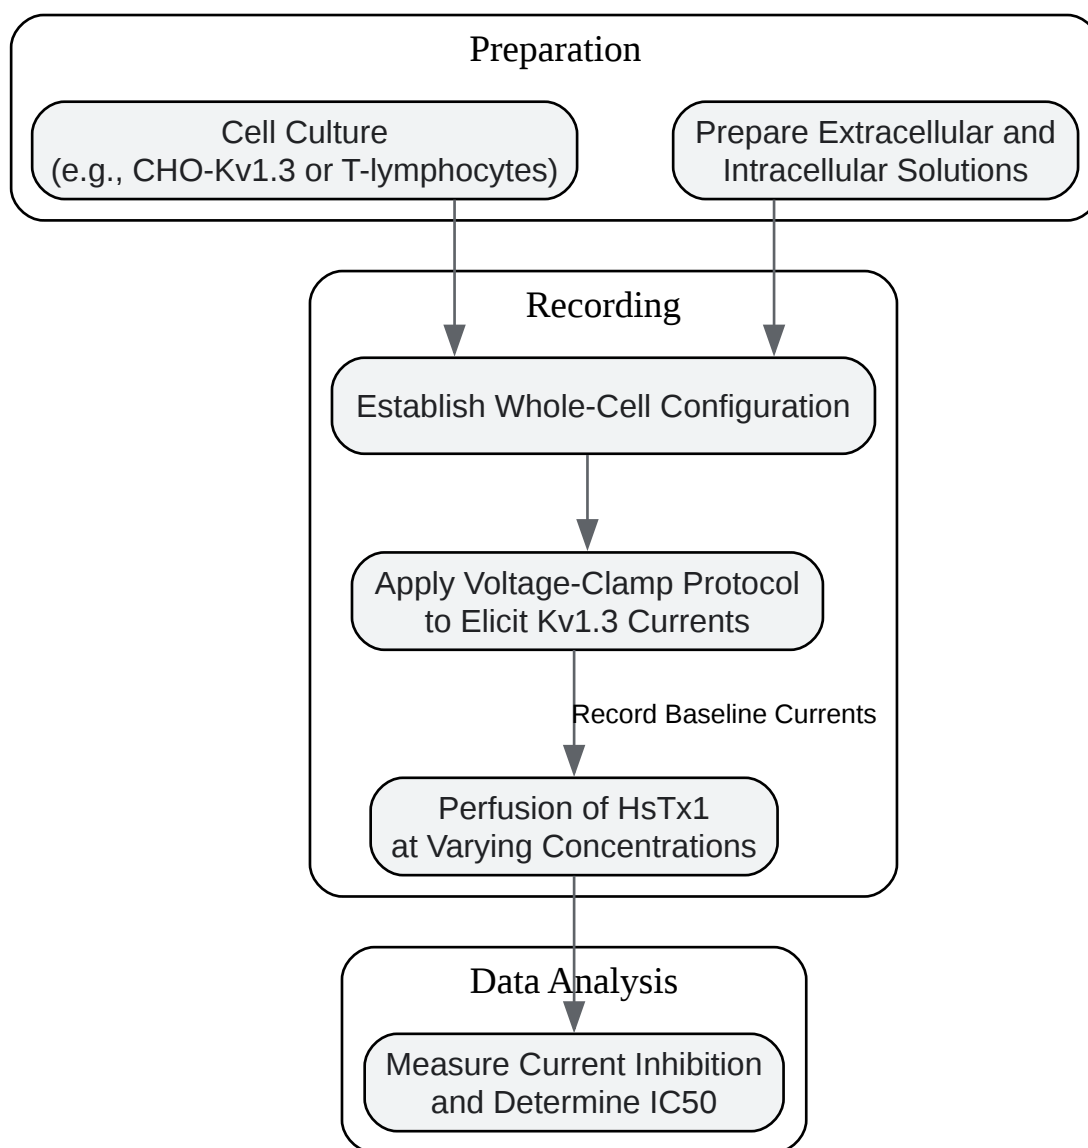 Preparation
Cell Culture
(e.g., CHO-Kv1.3 or T-lymphocytes)
Prepare Extracellular and
Intracellular Solutions
Recording
Establish Whole-Cell Configuration
Apply Voltage-Clamp Protocol
to Elicit Kv1.3 Currents
Record Baseline Currents
Perfusion of HsTx1
at Varying Concentrations
Data Analysis
Measure Current Inhibition
and Determine IC50